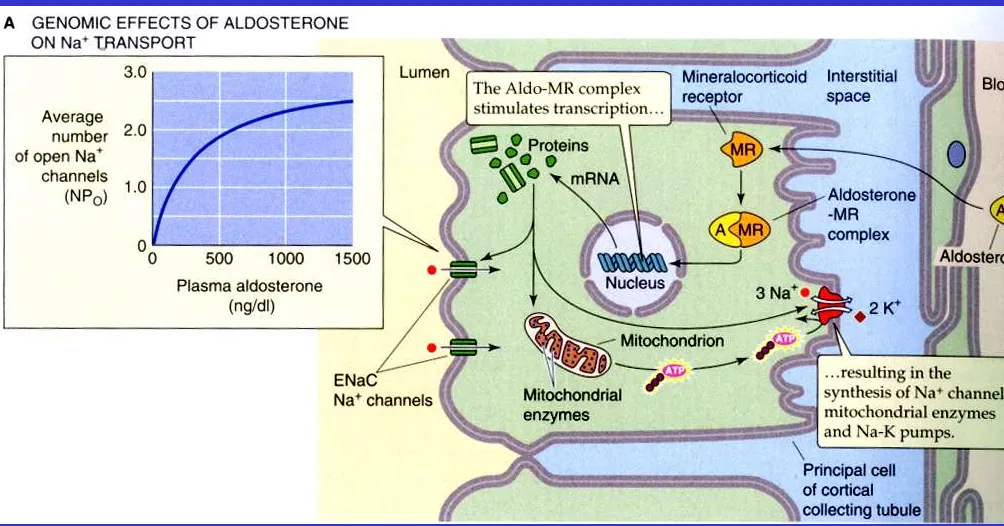 A GENOMIC EFFECTS OF ALDOSTERONE
ON Na⁺ TRANSPORT
3.0
2.0
1.0
0
Average
number
of open Na⁺
channels
(NPO)
0 500 1000 1500
Plasma aldosterone
(ng/dl)
Lumen
The Aldo-MR complex
stimulates transcription…
Mineralocorticoid
receptor
Interstitial
space
Blo
Proteins
mRNA
MR
A MR
Aldosterone
-MR
complex
A
Aldostero
Nucleus
3 Na⁺
2 K⁺
Mitochondrion
ATP
ATP
ENaC
Na⁺ channels
Mitochondrial
enzymes
…resulting in the
synthesis of Na⁺ channel
mitochondrial enzymes
and Na-K pumps.
Principal cell
of cortical
collecting tubule